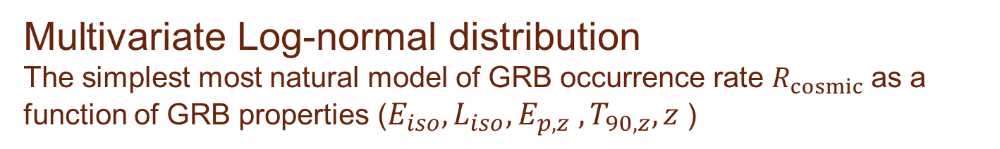 Multivariate Log-normal distribution
The simplest most natural model of GRB occurrence rate R_cosmic as a
function of GRB properties (E_iso, L_iso, E_p,z , T_90,z, z )